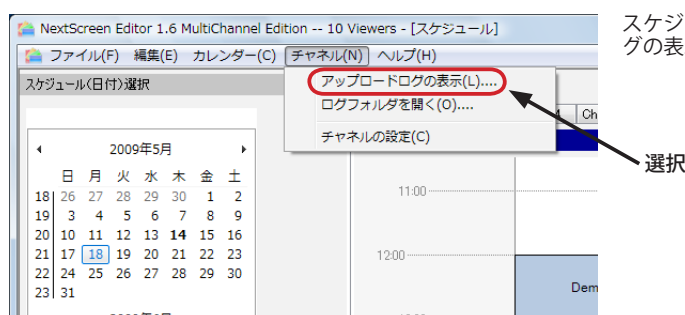 NextScreen Editor 1.6 MultiChannel Edition -- 10 Viewers - [スケジュール]
ファイル(F) 編集(E) カレンダー(C) チャネル(N) ヘルプ(H)
スケジュール(日付)選択
アップロードログの表示(L)....
ログフォルダを開く(O)....
チャネルの設定(C)
スケジ
グの表
選択
Ch
2009年5月
日 月 火 水 木 金 土
18 26 27 28 29 30 1 2
19 3 4 5 6 7 8 9
20 10 11 12 13 14 15 16
21 17 18 19 20 21 22 23
22 24 25 26 27 28 29 30
23 31
11:00
12:00
Dem